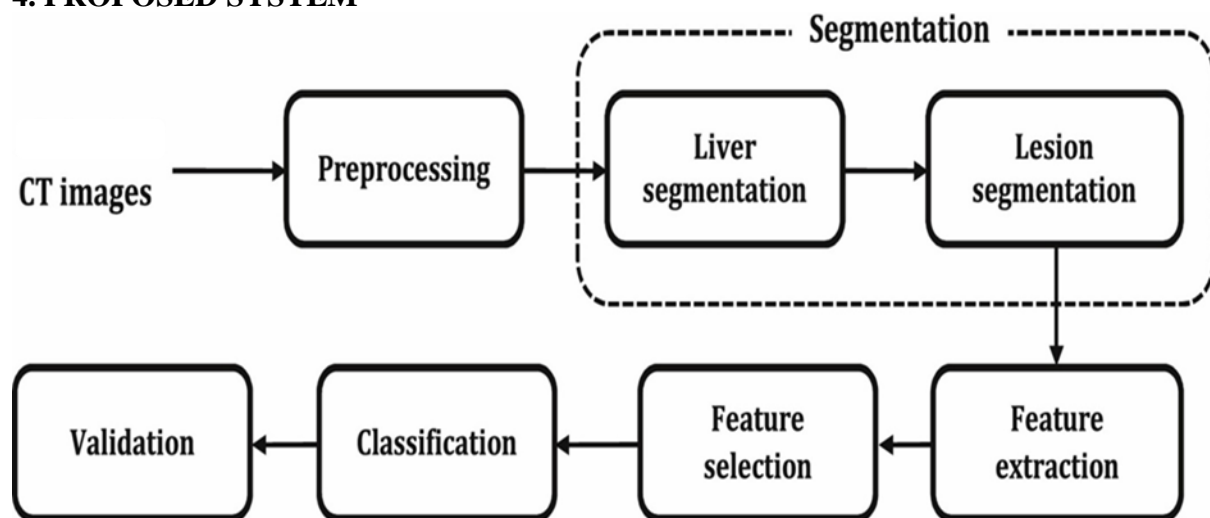 4. PROPOSED SYSTEM
Segmentation
CT images
Preprocessing
Liver
segmentation
Lesion
segmentation
Feature
extraction
Feature
selection
Classification
Validation